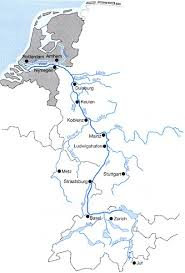 Rotterdam
Arnhem
Nijmegen
Duisburg
Keulen
Koblenz
Mainz
Ludwigshafen
Metz
Stuttgart
Straatsburg
Basel
Zürich